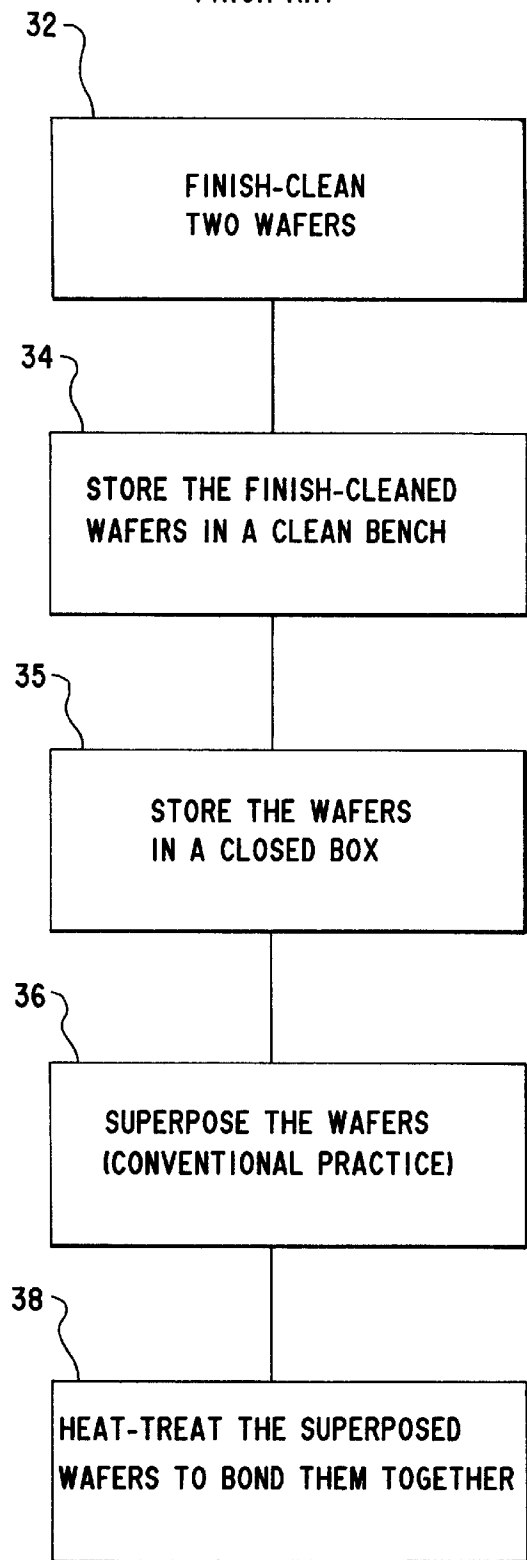 32
FINISH-CLEAN
TWO WAFERS
34
STORE THE FINISH-CLEANED
WAFERS IN A CLEAN BENCH
35
STORE THE WAFERS
IN A CLOSED BOX
36
SUPERPOSE THE WAFERS
(CONVENTIONAL PRACTICE)
38
HEAT-TREAT THE SUPERPOSED
WAFERS TO BOND THEM TOGETHER